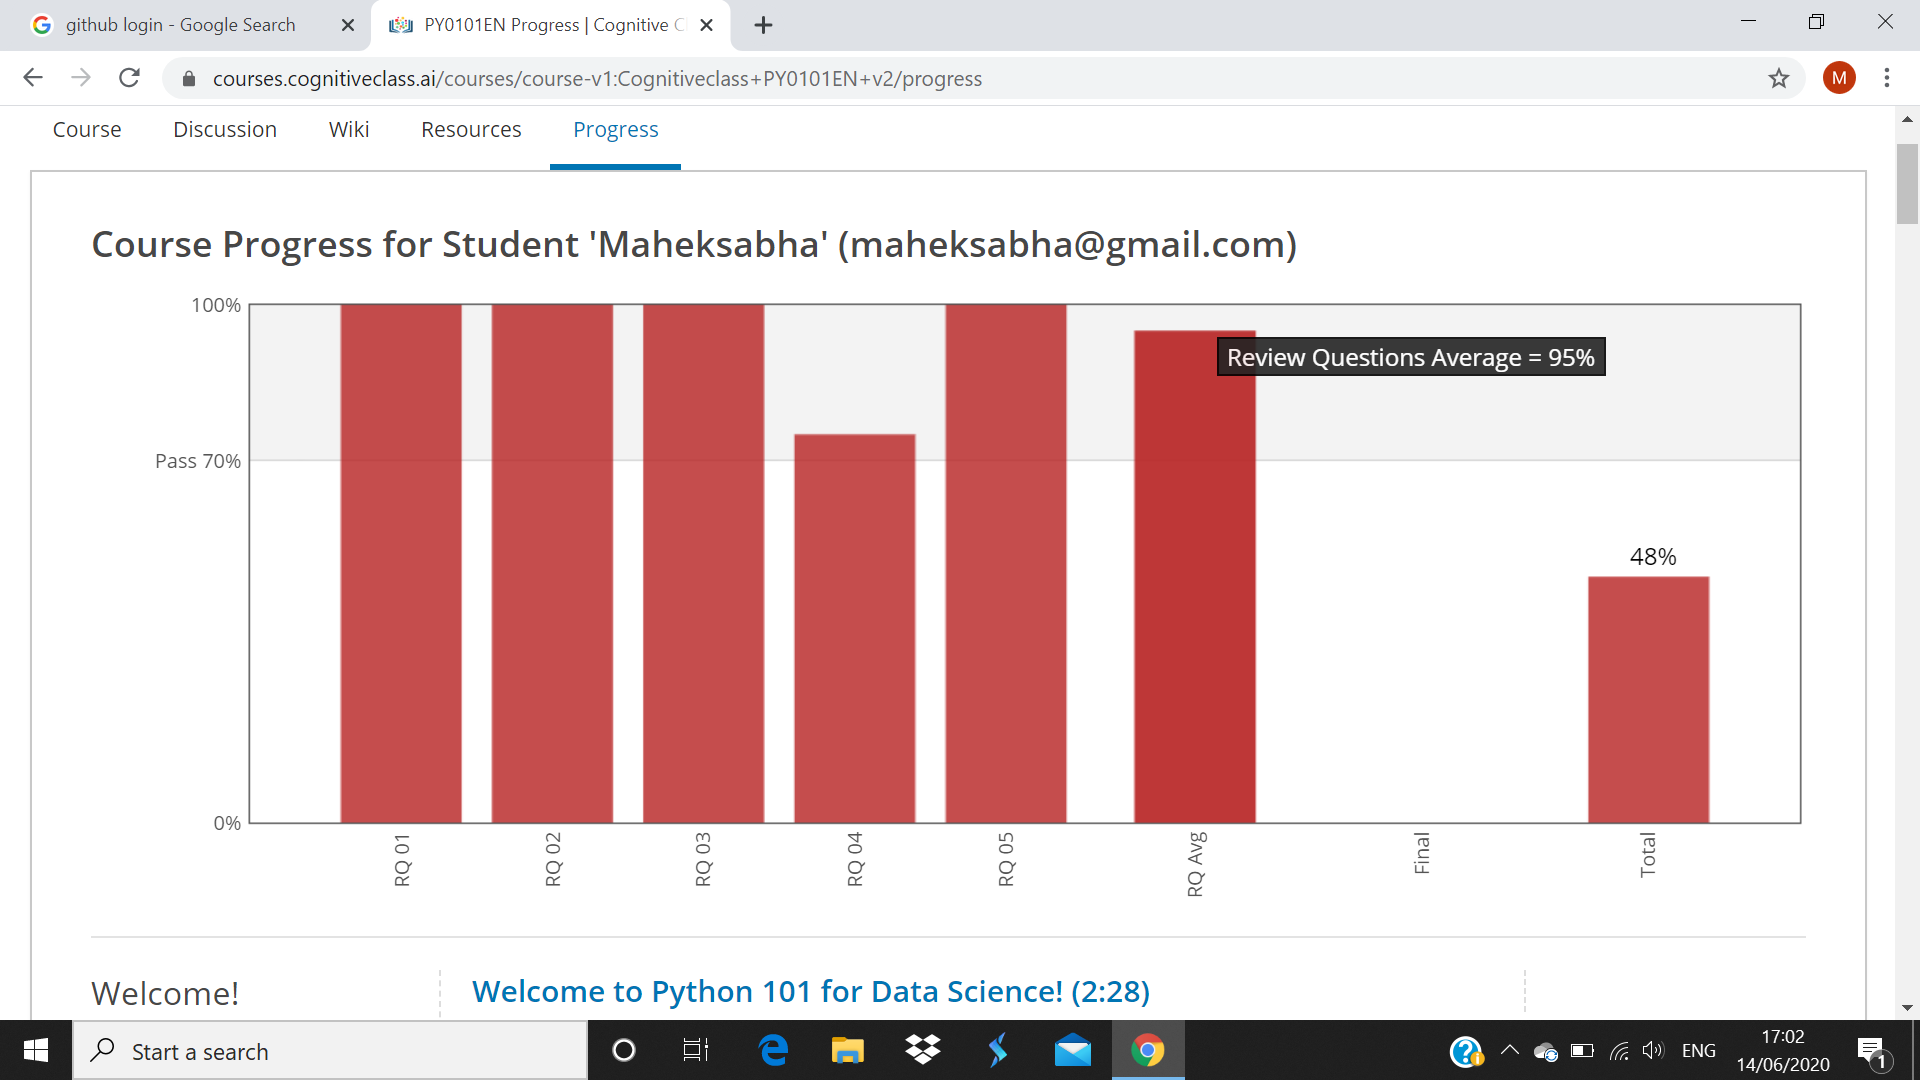 github login - Google Search
PY0101EN Progress | Cognitive C
courses.cognitiveclass.ai/courses/course-v1:Cognitiveclass+PY0101EN+v2/progress
M
Course Discussion Wiki Resources Progress
Course Progress for Student 'Maheksabha' (maheksabha@gmail.com)
100%
Review Questions Average = 95%
Pass 70%
48%
0%
RQ 01
RQ 02
RQ 03
RQ 04
RQ 05
RQ Avg
Final
Total
Welcome!
Welcome to Python 101 for Data Science! (2:28)
Start a search
ENG
17:02
14/06/2020
1